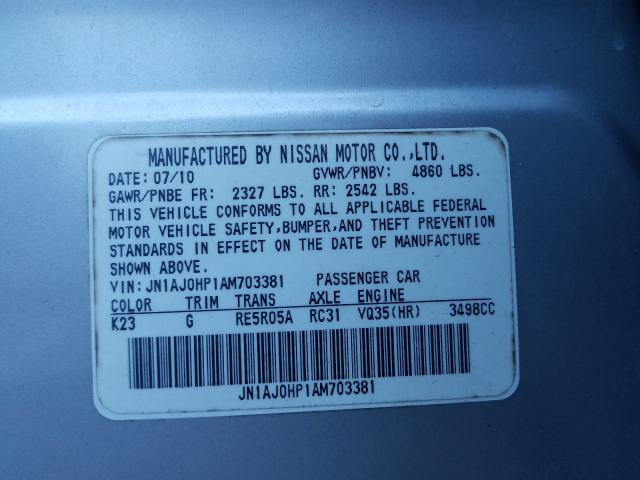 MANUFACTURED BY NISSAN MOTOR CO.,LTD.
DATE: 07/10 GVWR/PNBV: 4860 LBS.
GAWR/PNBE FR: 2327 LBS. RR: 2542 LBS.
THIS VEHICLE CONFORMS TO ALL APPLICABLE FEDERAL
MOTOR VEHICLE SAFETY,BUMPER,AND THEFT PREVENTION
STANDARDS IN EFFECT ON THE DATE OF MANUFACTURE
SHOWN ABOVE.
VIN:JN1AJ0HP1AM703381 PASSENGER CAR
COLOR TRIM TRANS AXLE ENGINE
K23 G RE5R05A RC31 VQ35(HR) 3498CC
JN1AJ0HP1AM703381